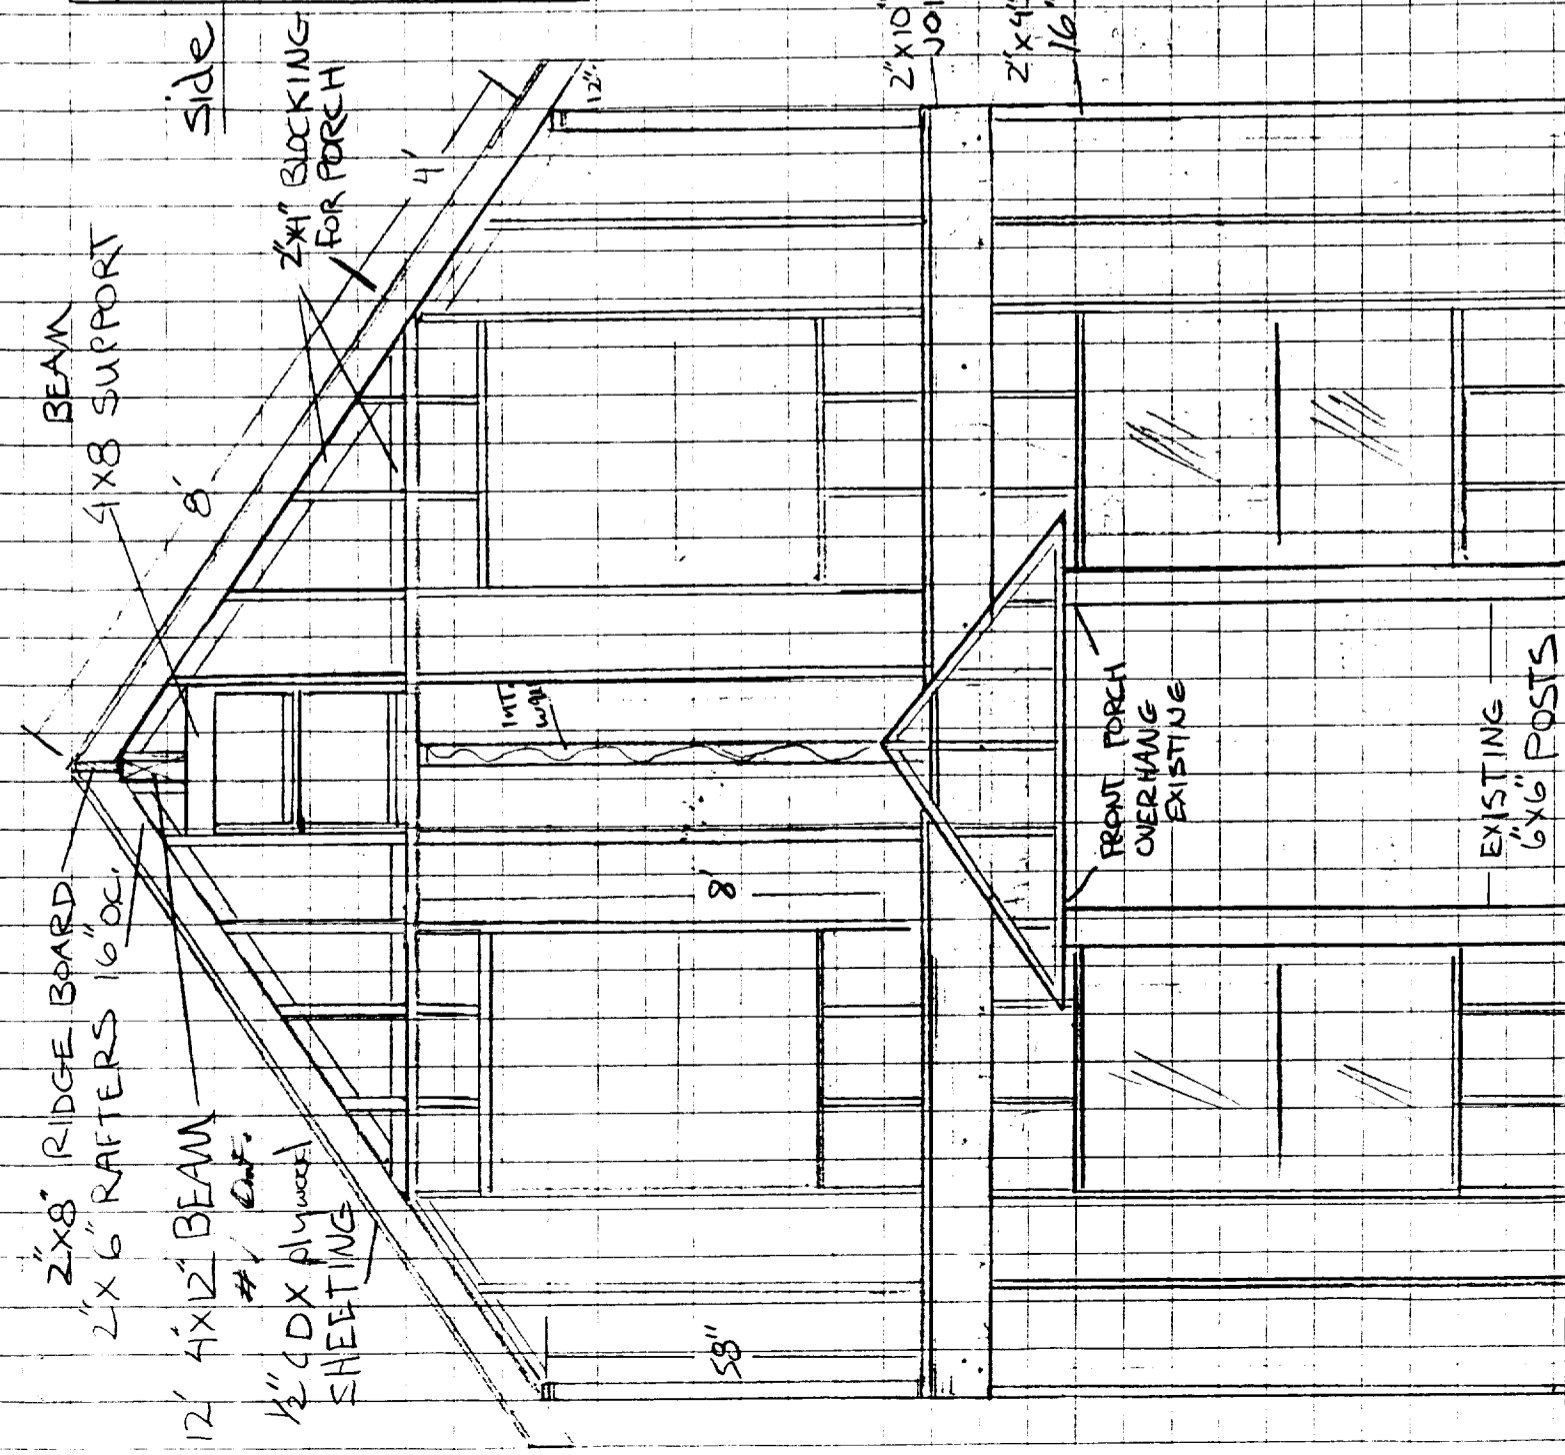 2"x8" RIDGE BOARD
2"x6" RAFTERS 16" OC.
12' 4"x12" BEAM
1/2" CDX plywood
SHEETING
BEAM
4x8 SUPPORT
Side
2"x4" BLOCKING
FOR PORCH
8'
4'
12"
INT.
WALL
8'
58"
2"x10"
2"x4"
16"
FRONT PORCH
OVERHANG
EXISTING
EXISTING
6"x6" POSTS